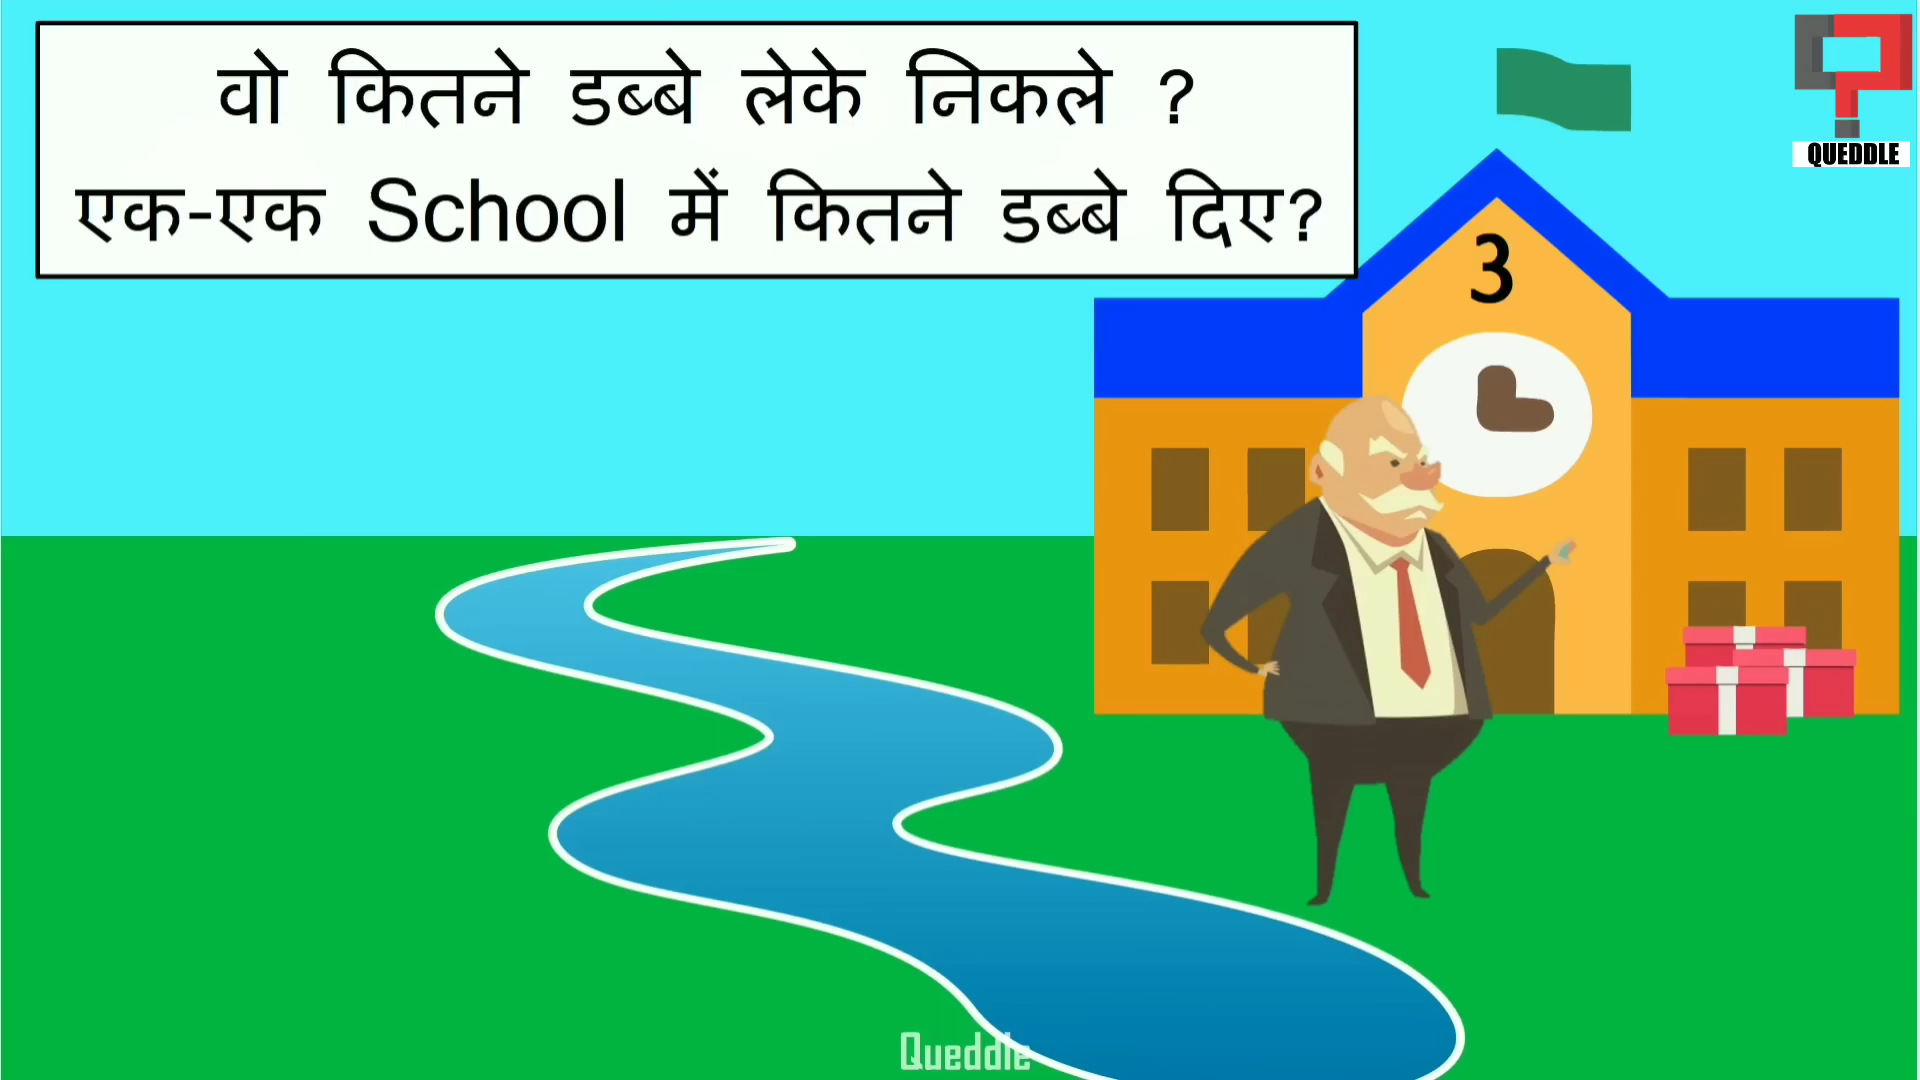 वो कितने डब्बे लेके निकले ?
एक-एक School में कितने डब्बे दिए?
QUEDDLE
3
Queddle